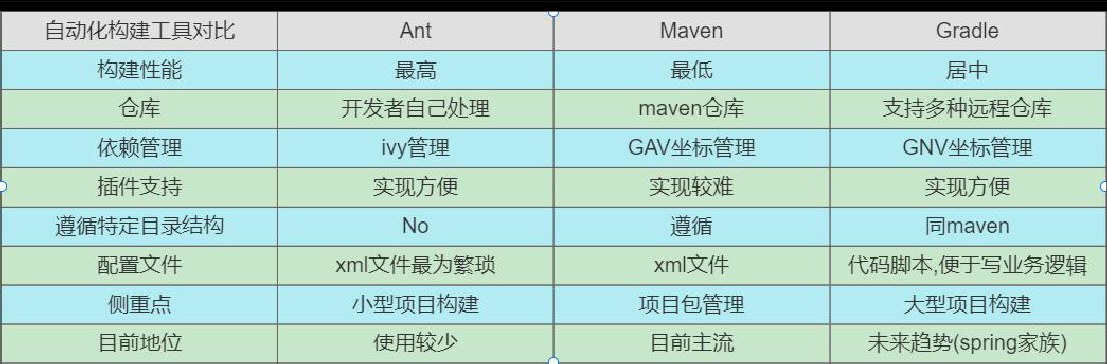 自动化构建工具对比 Ant Maven Gradle
构建性能 最高 最低 居中
仓库 开发者自己处理 maven仓库 支持多种远程仓库
依赖管理 ivy管理 GAV坐标管理 GNV坐标管理
插件支持 实现方便 实现较难 实现方便
遵循特定目录结构 No 遵循 同maven
配置文件 xml文件最为繁琐 xml文件 代码脚本,便于写业务逻辑
侧重点 小型项目构建 项目包管理 大型项目构建
目前地位 使用较少 目前主流 未来趋势(spring家族)